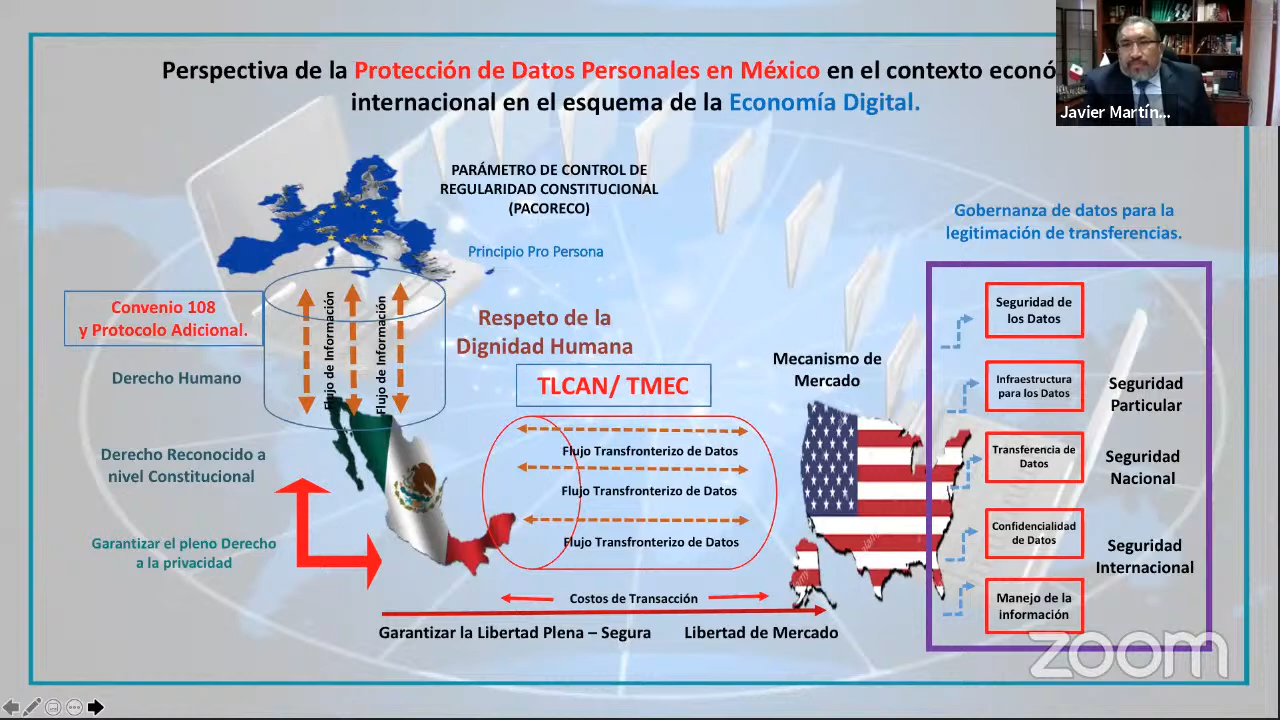 Perspectiva de la Protección de Datos Personales en México en el contexto econó
internacional en el esquema de la Economía Digital.
Javier Martín...
PARÁMETRO DE CONTROL DE
REGULARIDAD CONSTITUCIONAL
(PACORECO)
Principio Pro Persona
Convenio 108
y Protocolo Adicional.
Flujo de Información
Flujo de Información
Derecho Humano
Derecho Reconocido a
nivel Constitucional
Garantizar el pleno Derecho
a la privacidad
Respeto de la
Dignidad Humana
TLCAN/ TMEC
Flujo Transfronterizo de Datos
Flujo Transfronterizo de Datos
Flujo Transfronterizo de Datos
Costos de Transacción
Garantizar la Libertad Plena – Segura
Libertad de Mercado
Mecanismo de
Mercado
Gobernanza de datos para la
legitimación de transferencias.
Seguridad de
los Datos
Infraestructura
para los Datos
Transferencia de
Datos
Confidencialidad
de Datos
Manejo de la
información
Seguridad
Particular
Seguridad
Nacional
Seguridad
Internacional
zoom